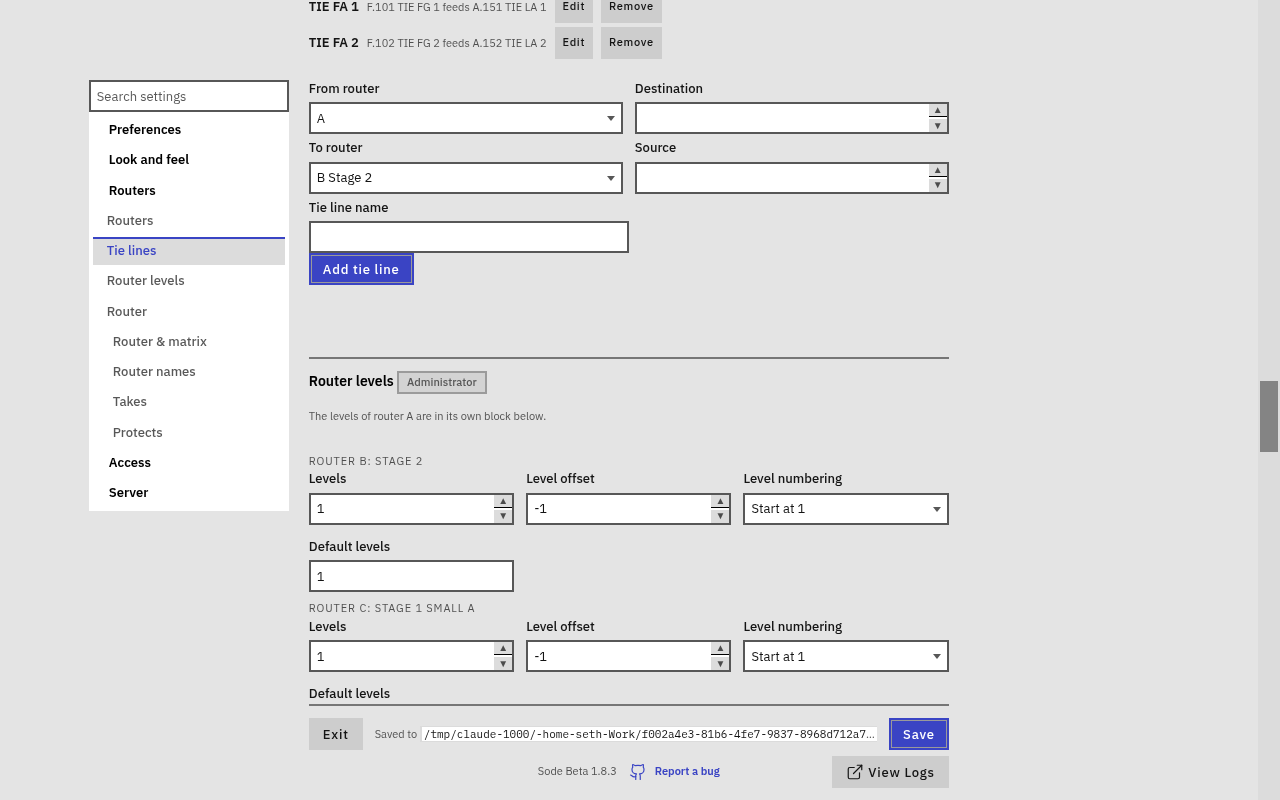 TIE FA 1 F.101 TIE FG 1 feeds A.151 TIE LA 1 Edit Remove
TIE FA 2 F.102 TIE FG 2 feeds A.152 TIE LA 2 Edit Remove
Search settings
Preferences
Look and feel
Routers
Routers
Tie lines
Router levels
Router
Router & matrix
Router names
Takes
Protects
Access
Server
From router
Destination
A
To router
Source
B Stage 2
Tie line name
Add tie line
Router levels Administrator
The levels of router A are in its own block below.
ROUTER B: STAGE 2
Levels Level offset Level numbering
1 -1 Start at 1
Default levels
1
ROUTER C: STAGE 1 SMALL A
Levels Level offset Level numbering
1 -1 Start at 1
Default levels
Exit Saved to /tmp/claude-1000/-home-seth-Work/f002a4e3-81b6-4fe7-9837-8968d712a7… Save
Sode Beta 1.8.3 Report a bug View Logs